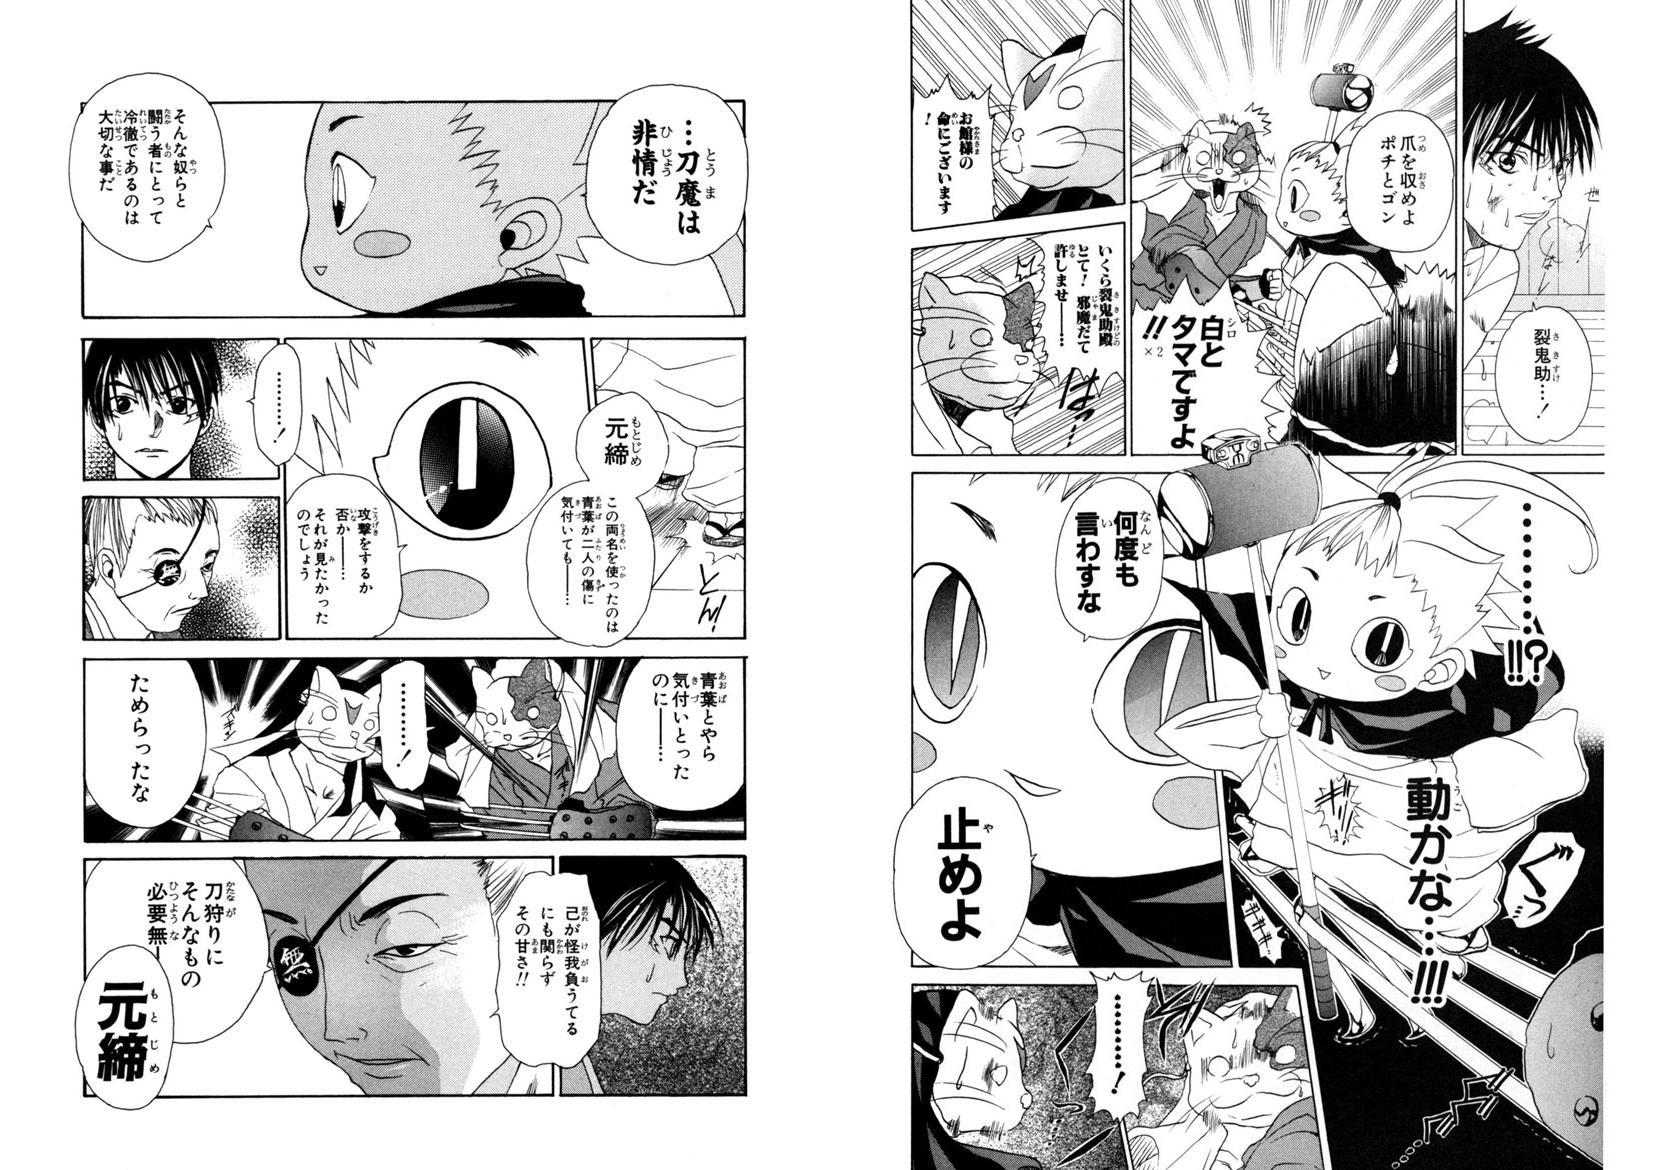 裂鬼助…!
爪を収めよ
ポチとゴン
白と
タマですよ
!!
×2
お館様の
命にございます
!
いくら裂鬼助殿
とて!邪魔だて
許しませ――…
…………?!!
動かな…!!!
何度も
言わすな
止めよ
………!
…刀魔は
非情だ
そんな奴らと
闘う者にとって
冷徹であるのは
大切な事だ
元締
この両名を使ったのは
青葉が二人の傷に
気付いても――…
とん!
攻撃をするか
否か――…
それが見たかった
のでしょう
………!
青葉とやら
気付いとった
のに――…
………!
ためらったな
己が怪我負うてる
にも関らず
その甘さ!!
無
刀狩りに
そんなもの
必要無―
元締